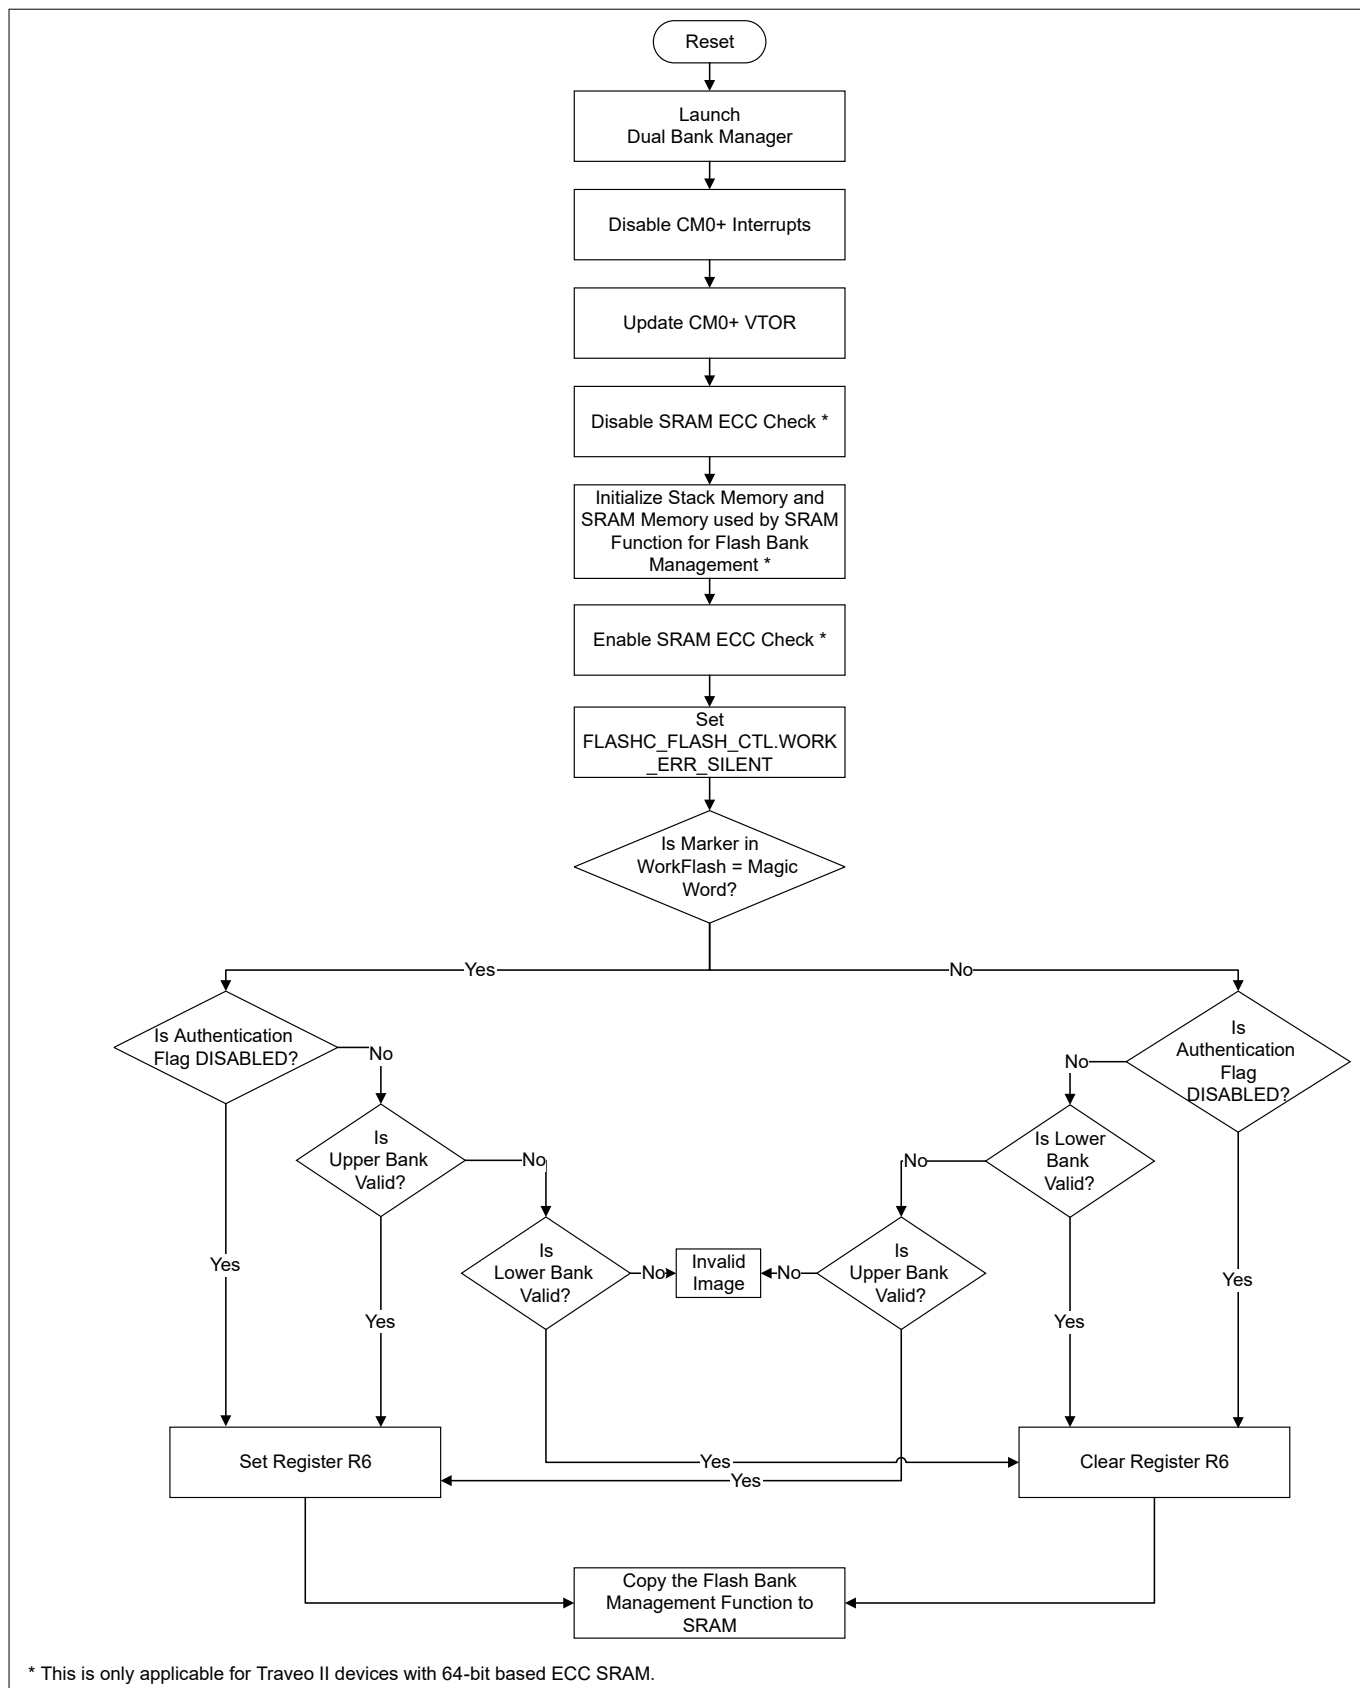 Reset
Launch
Dual Bank Manager
Disable CM0+ Interrupts
Update CM0+ VTOR
Disable SRAM ECC Check *
Initialize Stack Memory and
SRAM Memory used by SRAM
Function for Flash Bank
Management *
Enable SRAM ECC Check *
Set
FLASHC_FLASH_CTL.WORK
_ERR_SILENT
Is Marker in
WorkFlash = Magic
Word?
Yes
No
Is Authentication
Flag DISABLED?
No
Is
Authentication
Flag
DISABLED?
No
Is
Upper Bank
Valid?
No
Is Lower
Bank
Valid?
No
Yes
Is
Lower Bank
Valid?
No
Invalid
Image
No
Is
Upper Bank
Valid?
Yes
Yes
Yes
Set Register R6
Yes
Yes
Clear Register R6
Copy the Flash Bank
Management Function to
SRAM
* This is only applicable for Traveo II devices with 64-bit based ECC SRAM.